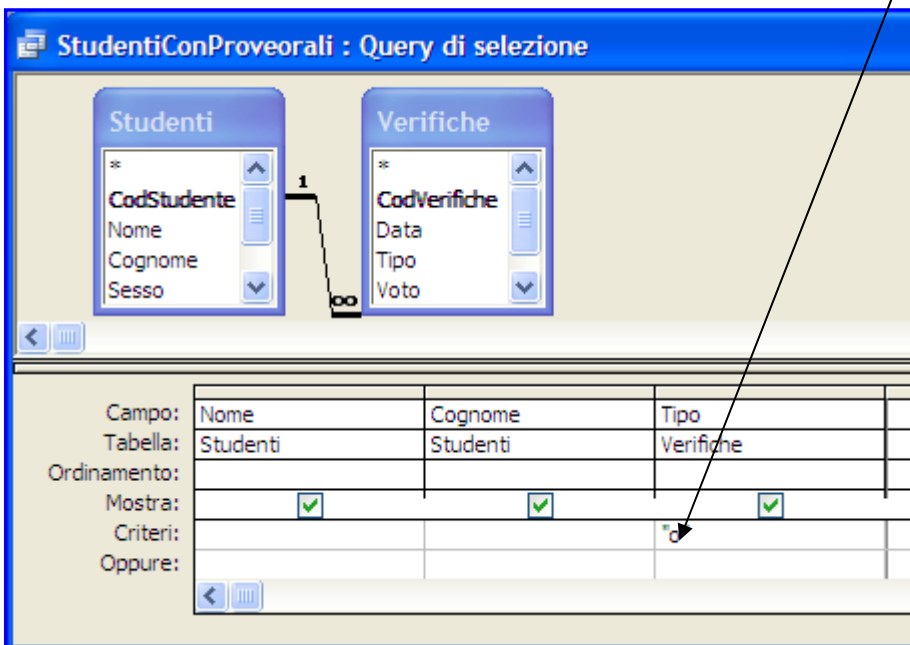 StudentiConProveorali : Query di selezione
Studenti
*
CodStudente
Nome
Cognome
Sesso
1
∞
Verifiche
*
CodVerifiche
Data
Tipo
Voto
Campo: Nome Cognome Tipo
Tabella: Studenti Studenti Verifiche
Ordinamento:
Mostra:
Criteri:
Oppure: